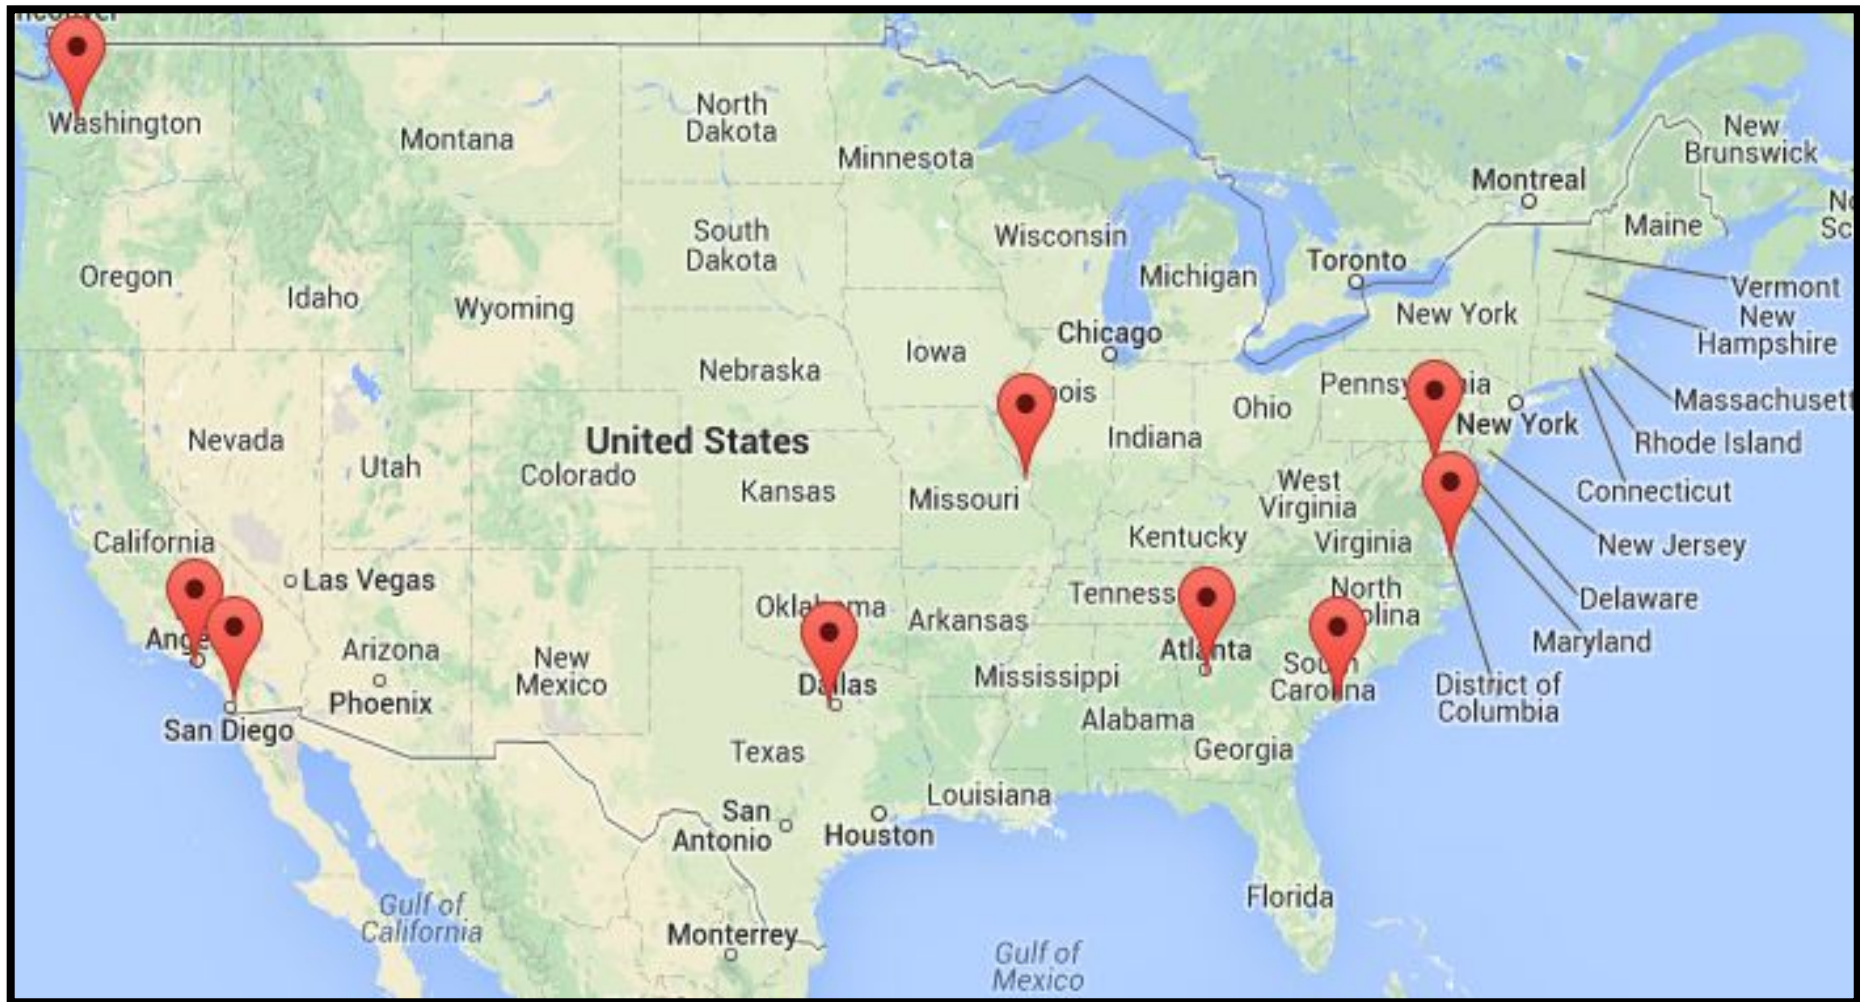 Washington
Montana
North
Dakota
Minnesota
New
Brunswick
Montreal
Maine
South
Dakota
Wisconsin
Michigan
Toronto
Oregon
Idaho
Wyoming
Vermont
New
Hampshire
New York
Chicago
Iowa
Nebraska
Ohio
Massachusett
New York
Rhode Island
Nevada
United States
Indiana
Utah
Colorado
Kansas
Missouri
West
Virginia
Connecticut
California
Kentucky
Virginia
New Jersey
Las Vegas
Delaware
North
Arkansas
Maryland
Arizona
New
Mexico
Mississippi
District of
Columbia
Phoenix
San Diego
Alabama
Texas
Georgia
Louisiana
San
Antonio
Houston
Florida
Gulf of
California
Monterrey
Gulf of
Mexico
Atlanta
Dallas
South
Carolina
Oklahoma